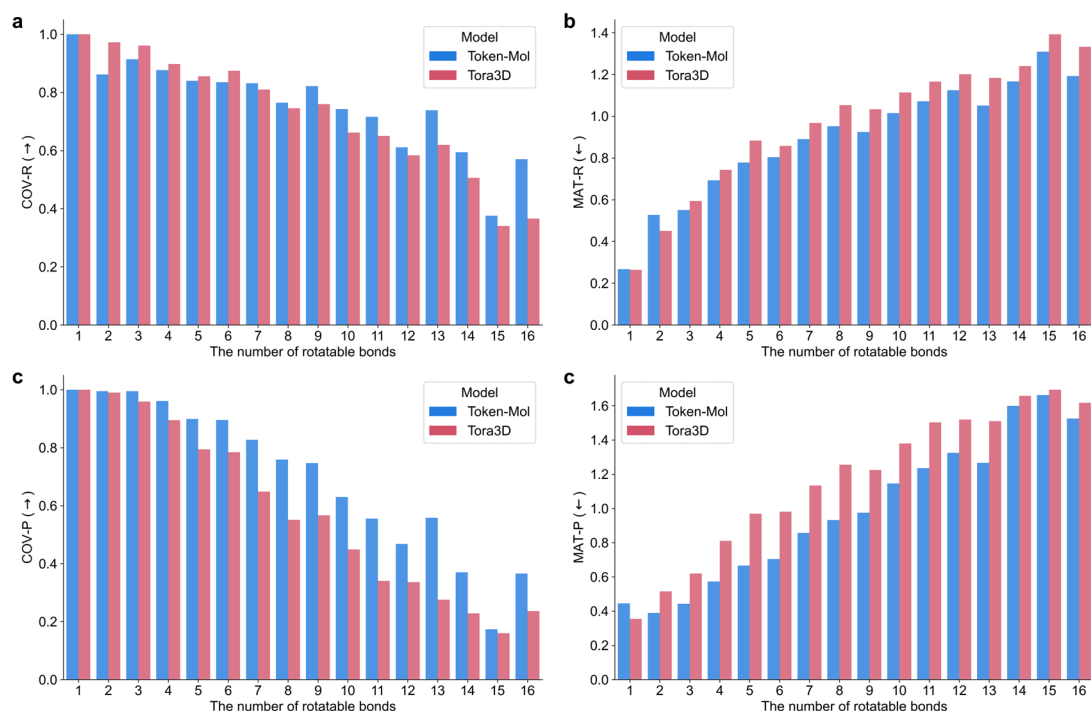 a
COV-R (→)
1.0
0.8
0.6
0.4
0.2
0.0
Model
Token-Mol
Tora3D
1 2 3 4 5 6 7 8 9 10 11 12 13 14 15 16
The number of rotatable bonds
b
MAT-R (←)
1.4
1.2
1.0
0.8
0.6
0.4
0.2
0.0
Model
Token-Mol
Tora3D
1 2 3 4 5 6 7 8 9 10 11 12 13 14 15 16
The number of rotatable bonds
c
COV-P (→)
1.0
0.8
0.6
0.4
0.2
0.0
Model
Token-Mol
Tora3D
1 2 3 4 5 6 7 8 9 10 11 12 13 14 15 16
The number of rotatable bonds
c
MAT-P (←)
1.6
1.4
1.2
1.0
0.8
0.6
0.4
0.2
0.0
Model
Token-Mol
Tora3D
1 2 3 4 5 6 7 8 9 10 11 12 13 14 15 16
The number of rotatable bonds